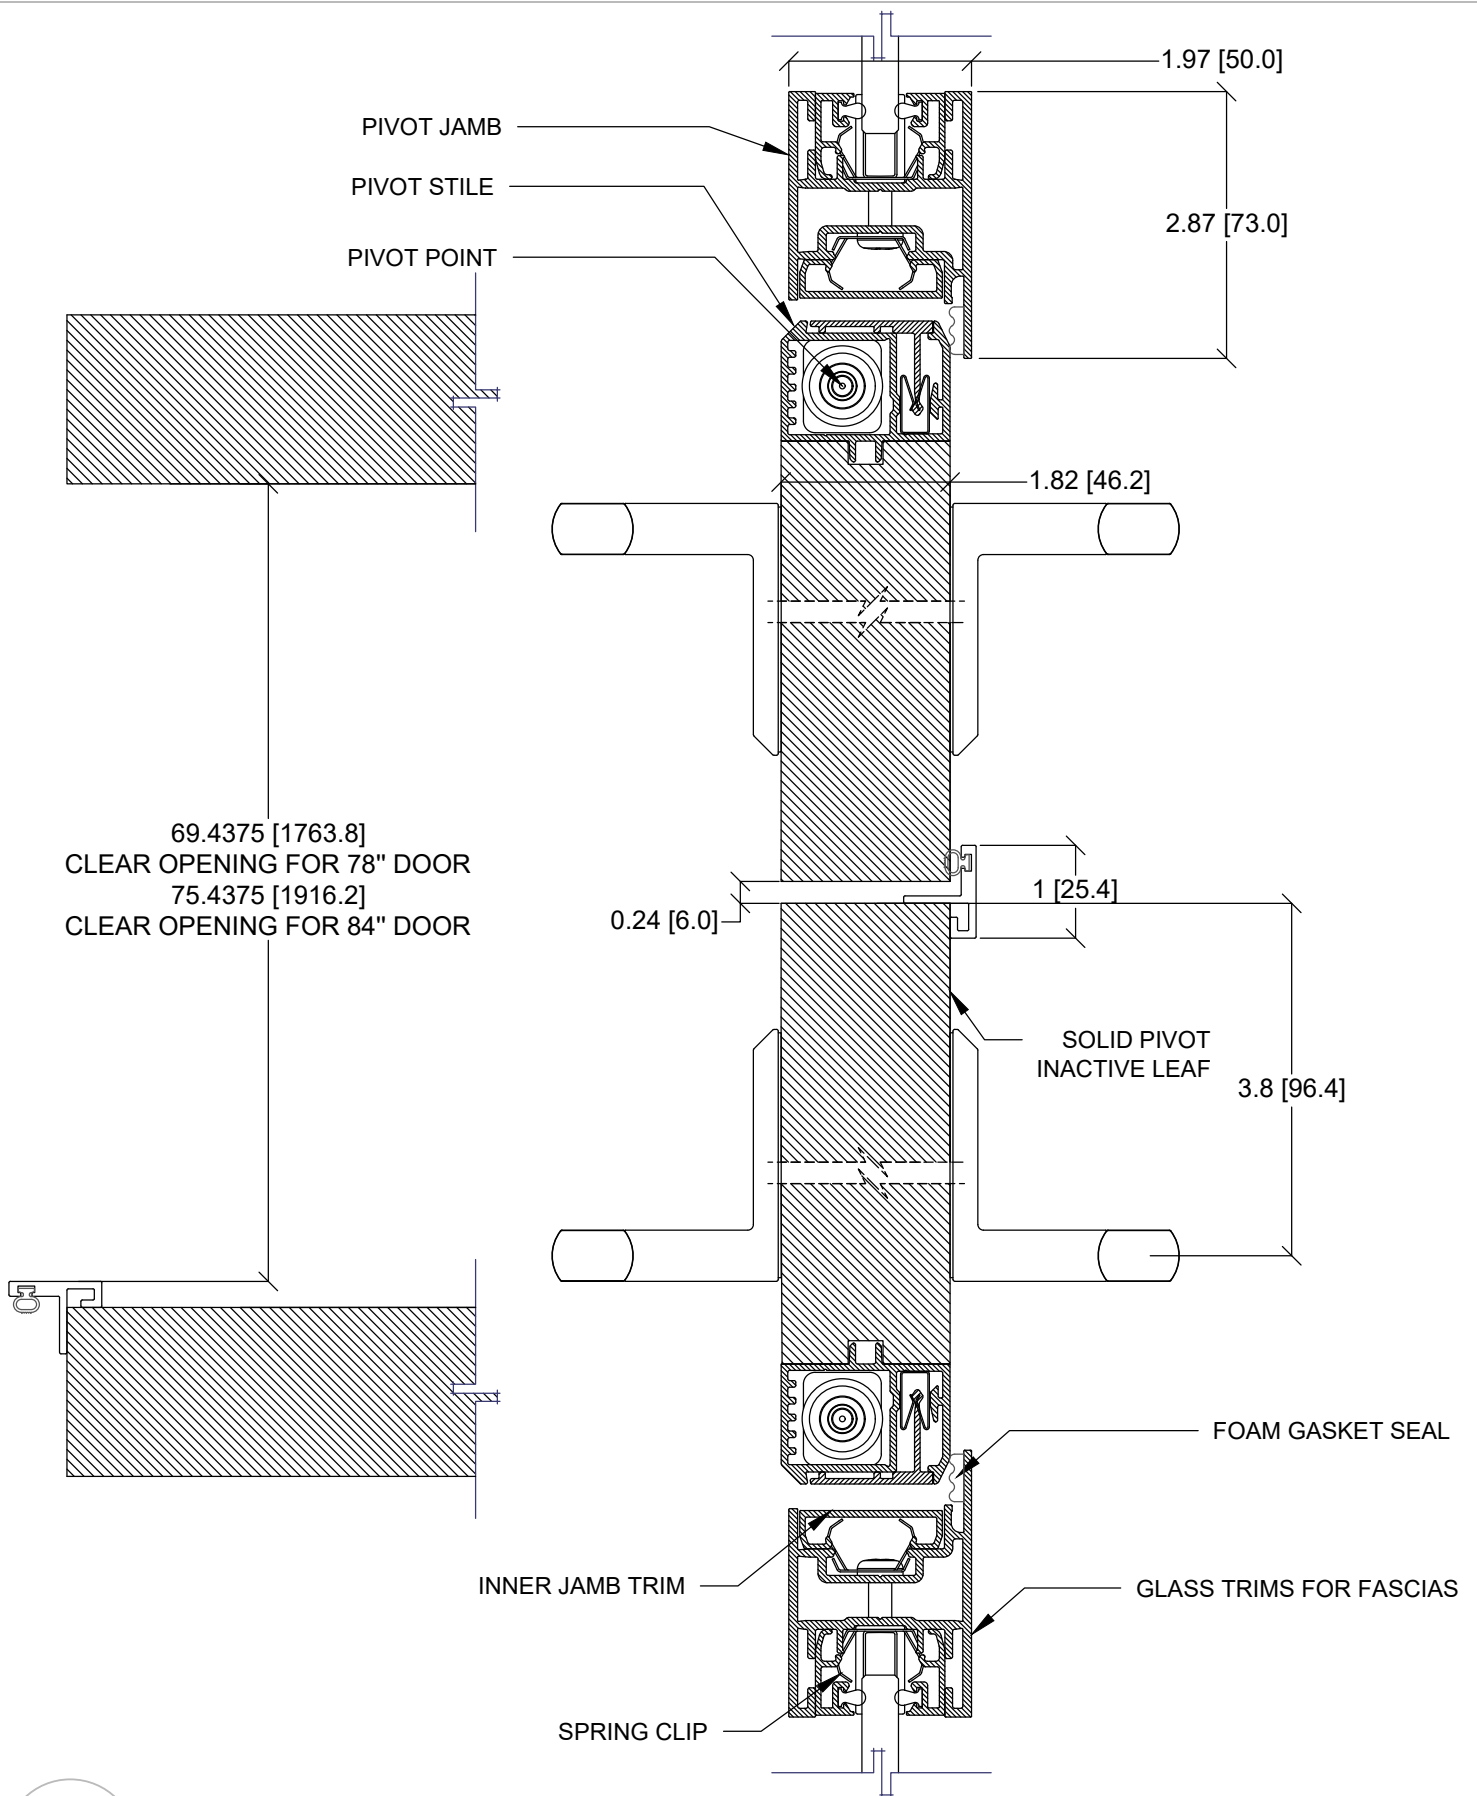 1.97 [50.0]
PIVOT JAMB
PIVOT STILE
2.87 [73.0]
PIVOT POINT
1.82 [46.2]
69.4375 [1763.8]
CLEAR OPENING FOR 78" DOOR
75.4375 [1916.2]
CLEAR OPENING FOR 84" DOOR
1 [25.4]
0.24 [6.0]
SOLID PIVOT
INACTIVE LEAF
3.8 [96.4]
FOAM GASKET SEAL
INNER JAMB TRIM
GLASS TRIMS FOR FASCIAS
SPRING CLIP